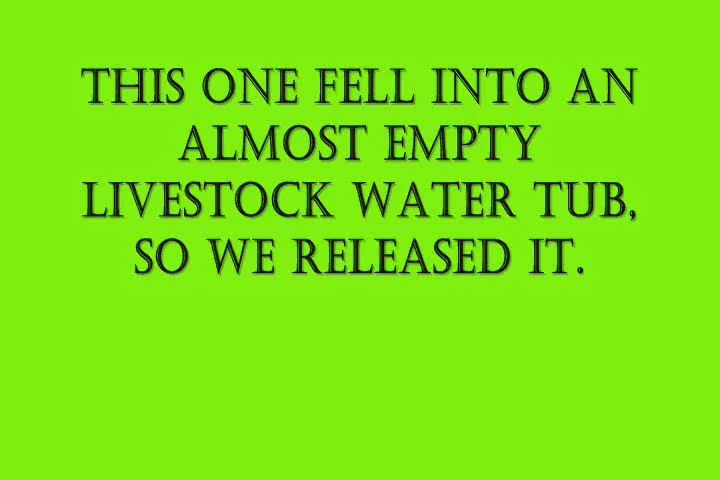 THIS ONE FELL INTO AN
ALMOST EMPTY
LIVESTOCK WATER TUB,
SO WE RELEASED IT.